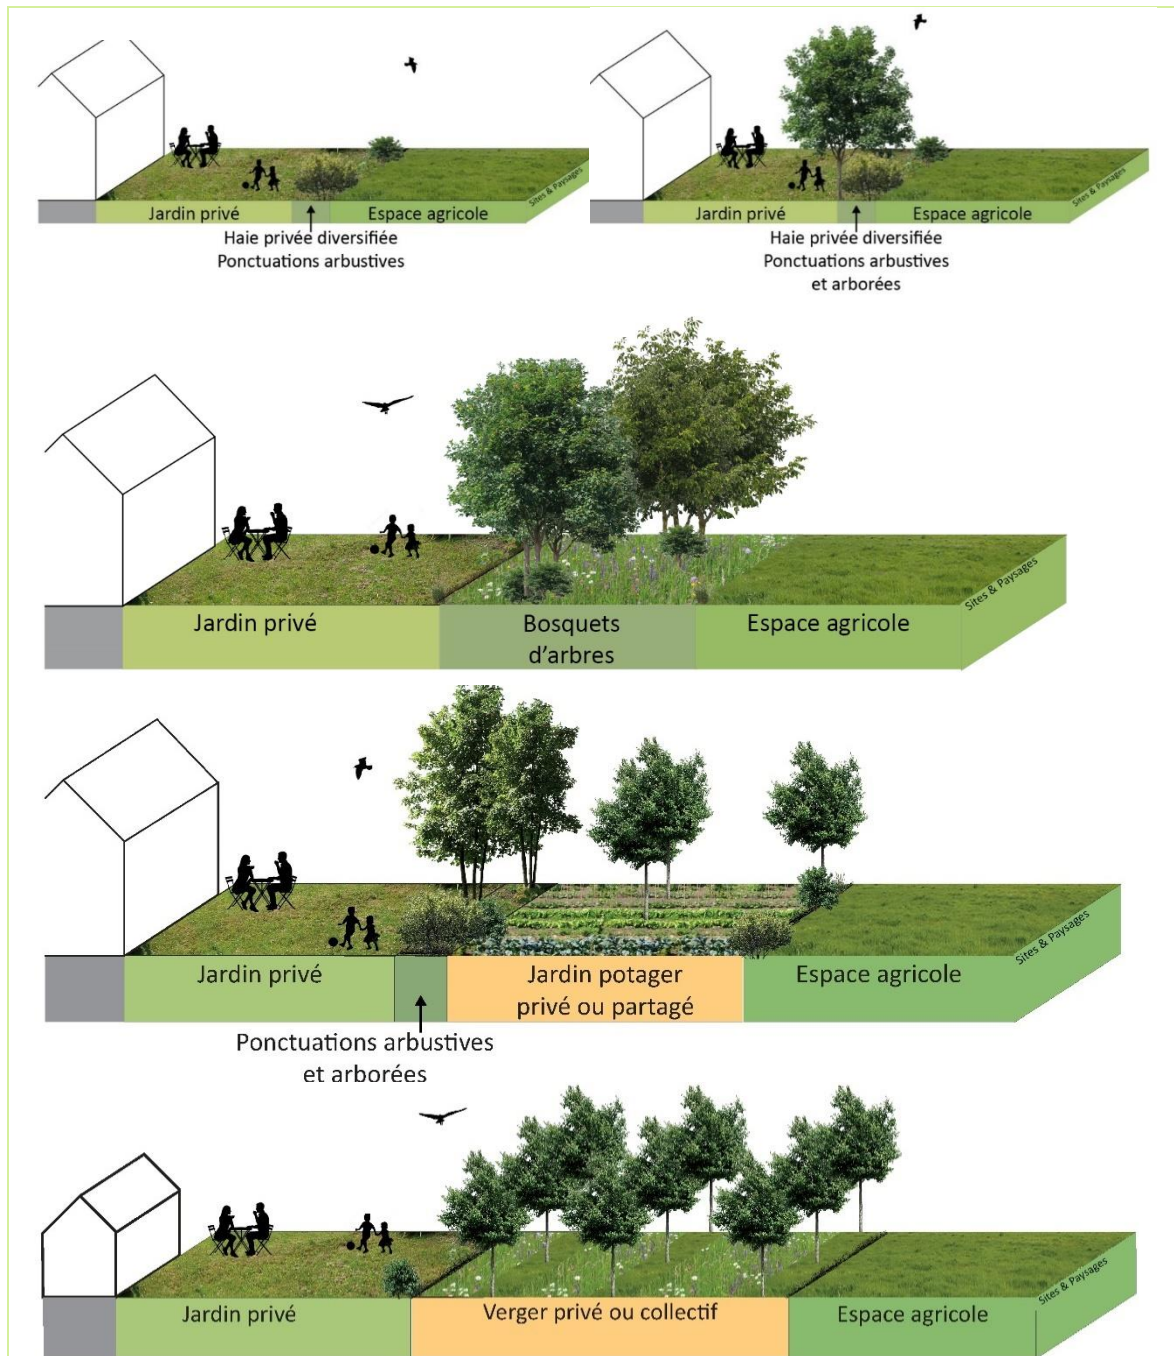 Jardin privé
Espace agricole
Sites & Paysages
Haie privée diversifiée
Ponctuations arbustives
Jardin privé
Espace agricole
Sites & Paysages
Haie privée diversifiée
Ponctuations arbustives
et arborées
Jardin privé
Bosquets
d'arbres
Espace agricole
Sites & Paysages
Jardin privé
Jardin potager
privé ou partagé
Espace agricole
Sites & Paysages
Ponctuations arbustives
et arborées
Jardin privé
Verger privé ou collectif
Espace agricole
Sites & Paysages